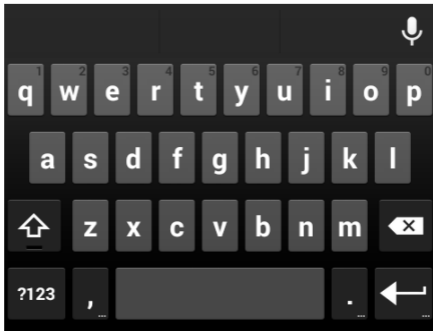 1 2 3 4 5 6 7 8 9 0
q w e r t y u i o p
a s d f g h j k l
z x c v b n m
?123 , ... . ... ...